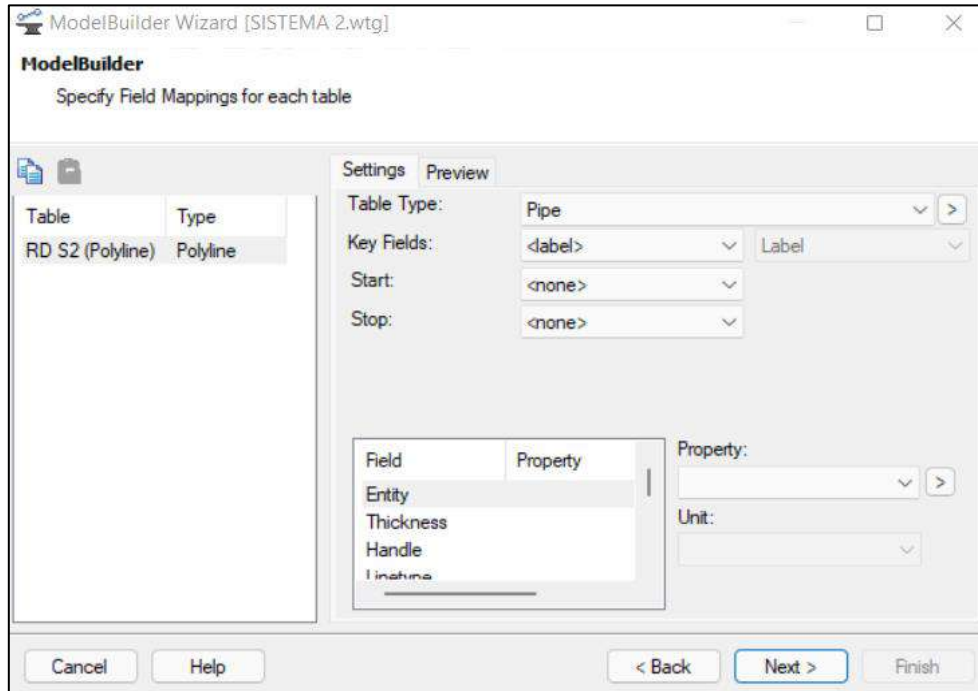 ModelBuilder Wizard [SISTEMA 2.wtg]
ModelBuilder
Specify Field Mappings for each table
Settings Preview
Table Type: Pipe >
Table Type
Key Fields: <label> Label
RD S2 (Polyline) Polyline
Start: <none>
Stop: <none>
Field Property
Property:
Entity
>
Thickness
Unit:
Handle
Linetype
Cancel Help < Back Next > Finish